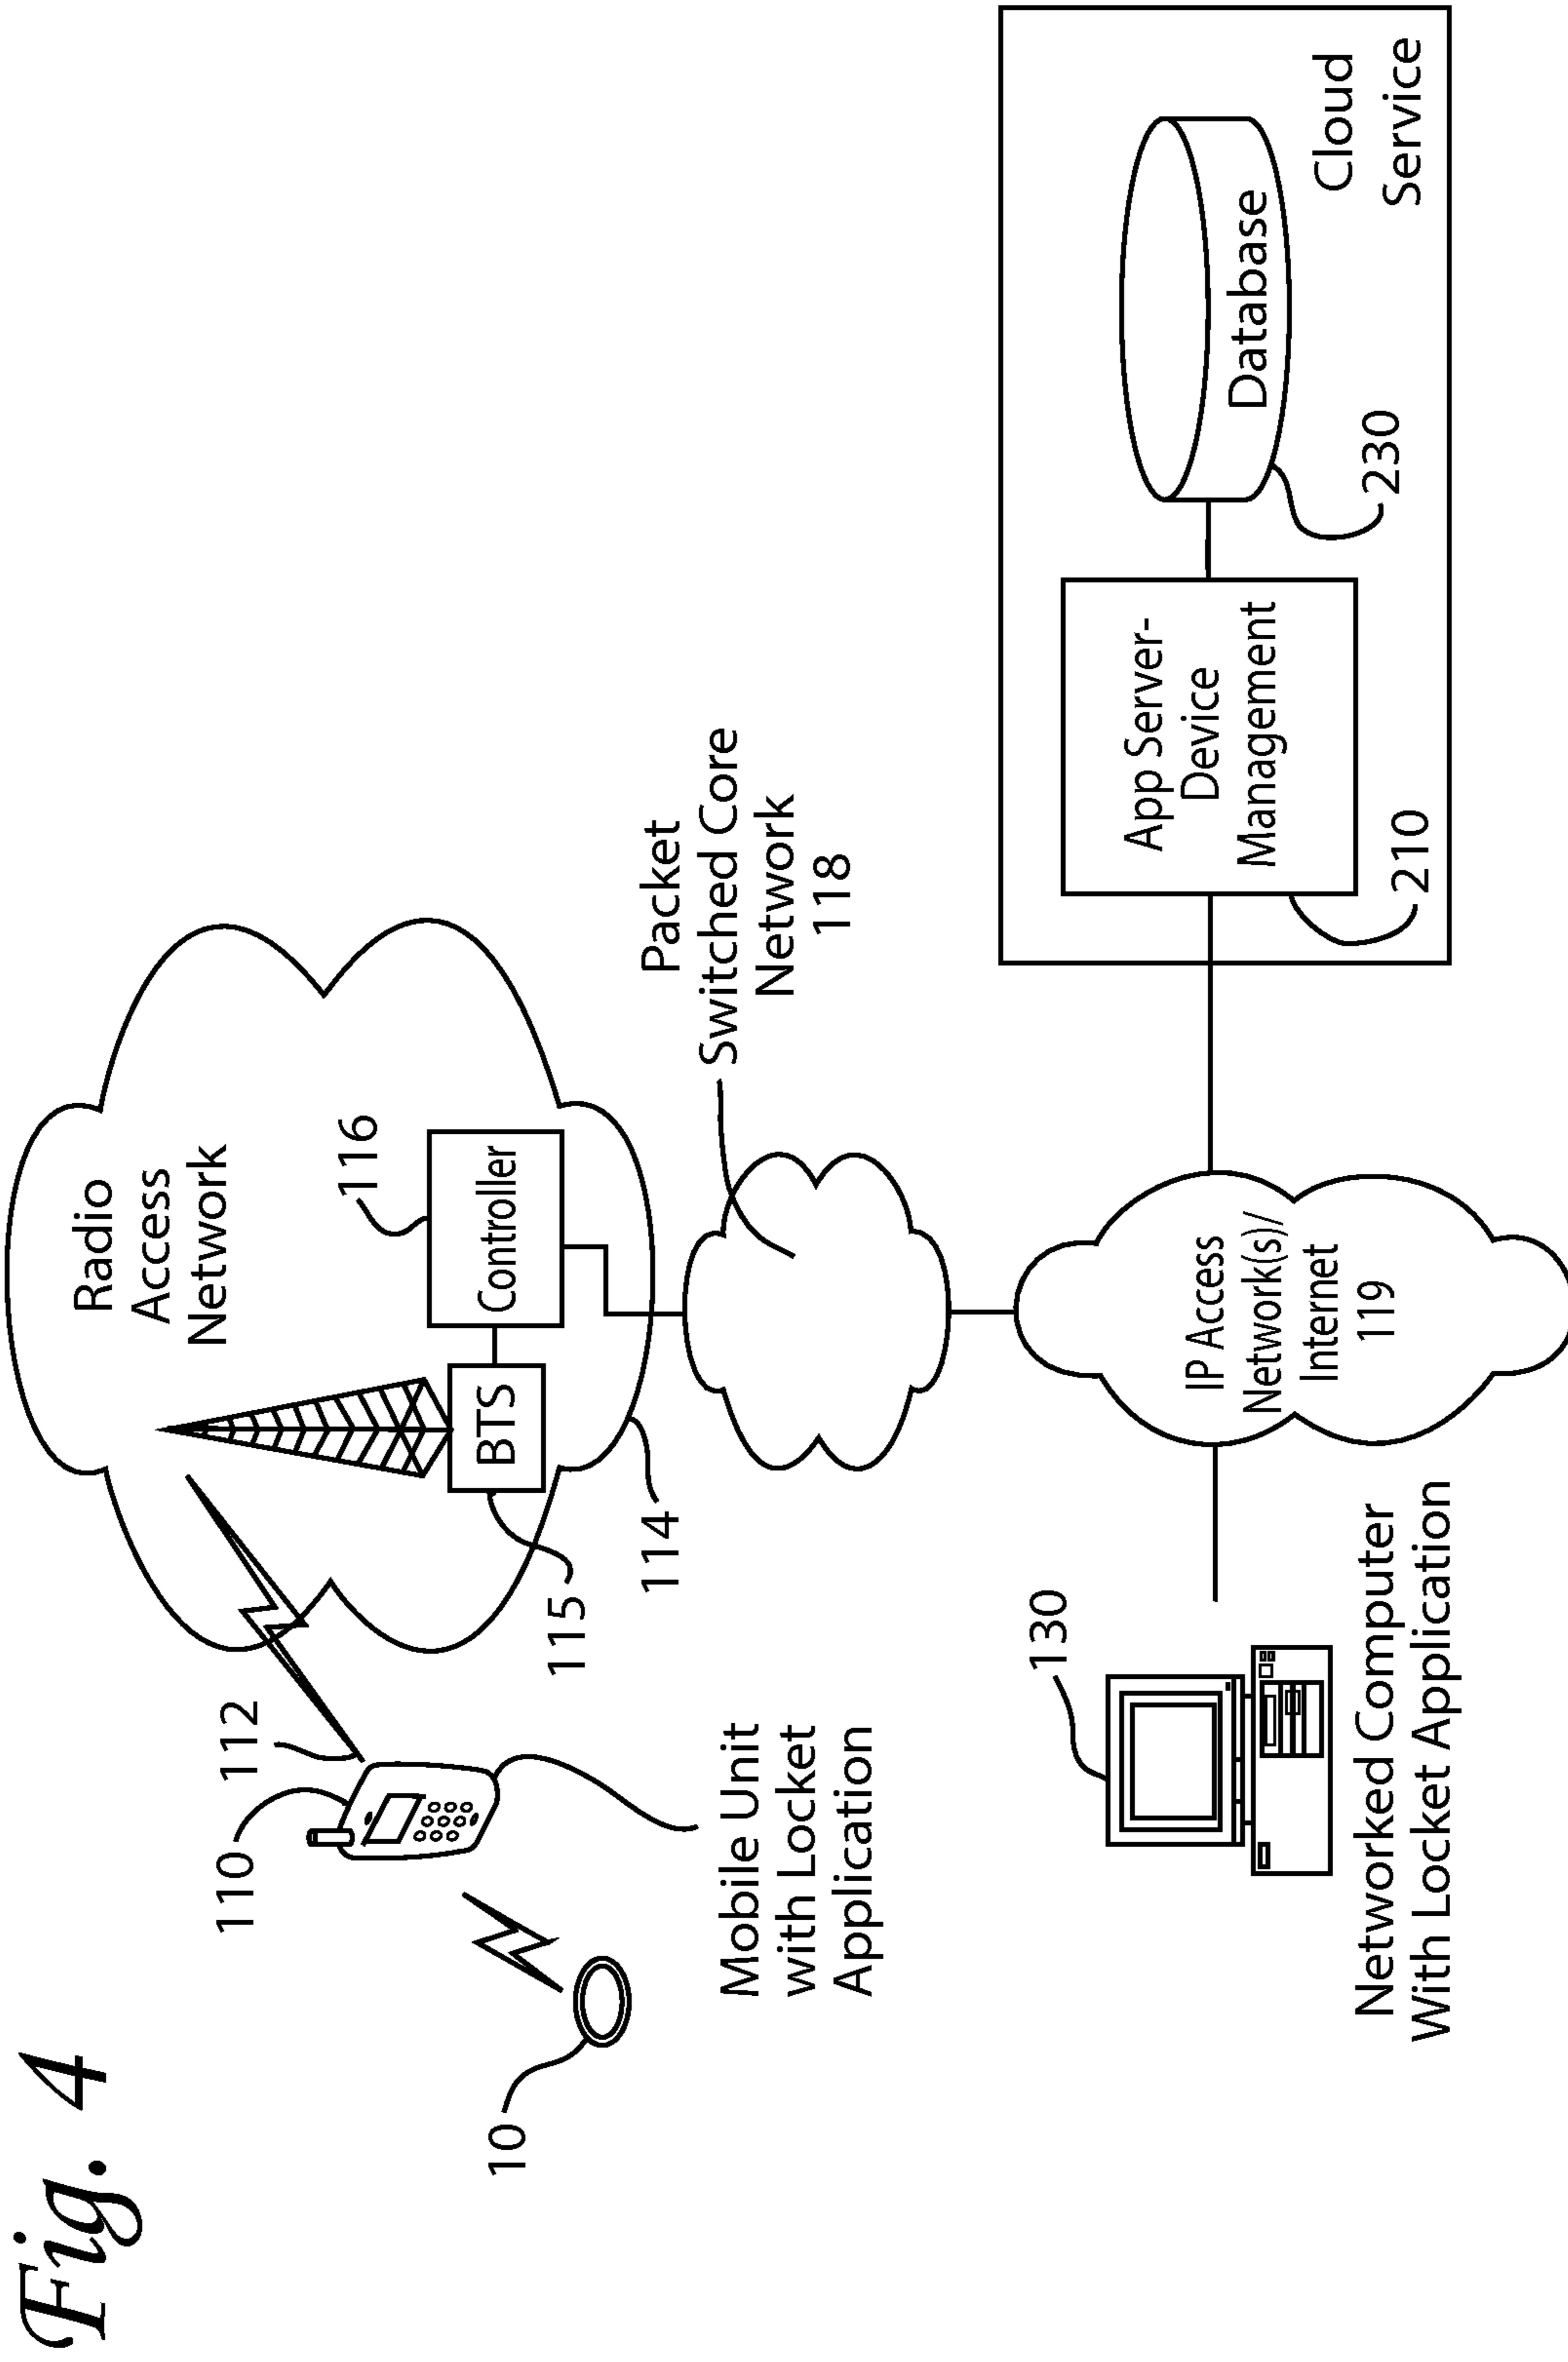 Fig. 4
Radio
Access
Network
116
Controller
BTS
112
110
115
114
10
Mobile Unit
with Locket
Application
Packet
Switched Core
Network
118
130
IP Access
Network(s)/
Internet
119
Networked Computer
With Locket Application
App Server-
Device
Management
210
Database
230
Cloud
Service